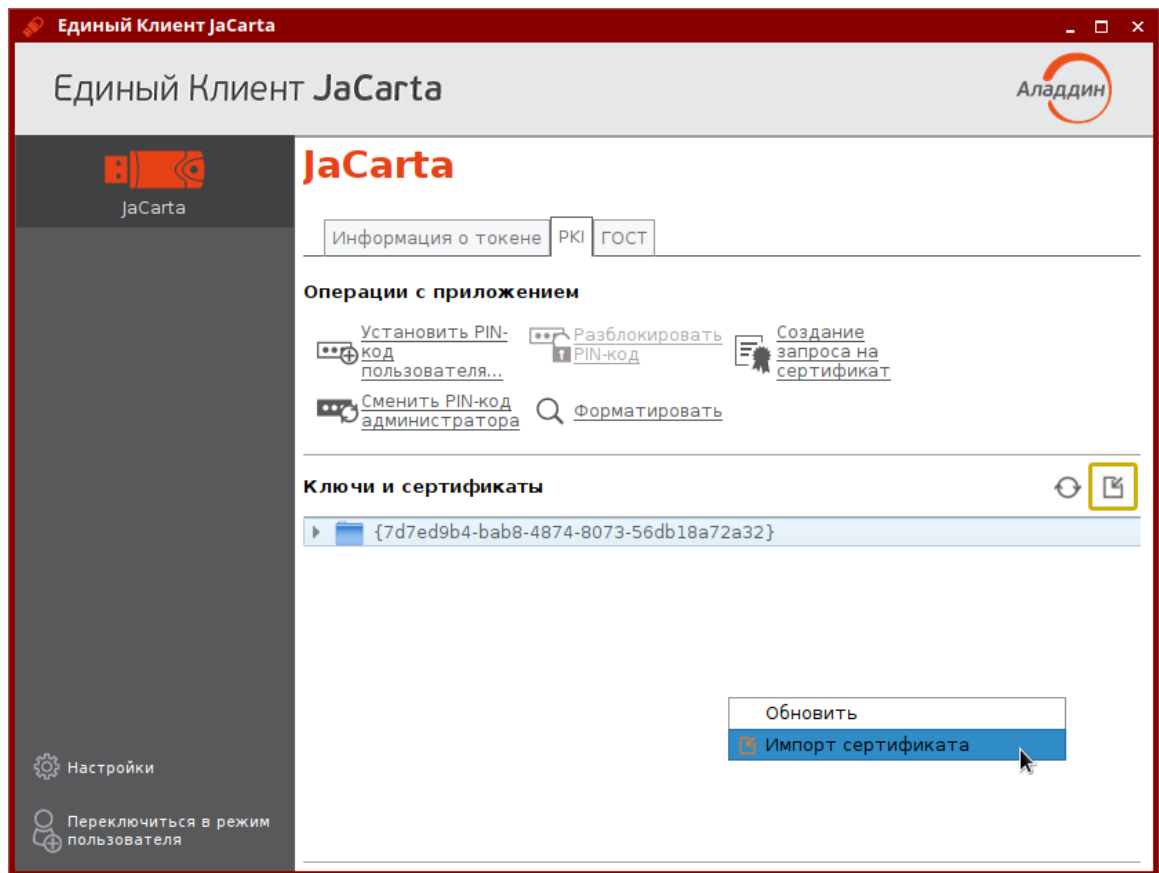 Единый Клиент JaCarta
Единый Клиент JaCarta
Аладдин
JaCarta
JaCarta
Информация о токене
PKI
ГОСТ
Операции с приложением
Установить PIN-
код
пользователя...
Разблокировать
PIN-код
Создание
запроса на
сертификат
Сменить PIN-код
администратора
Форматировать
Ключи и сертификаты
{7d7ed9b4-bab8-4874-8073-56db18a72a32}
Обновить
Импорт сертификата
Настройки
Переключиться в режим
пользователя